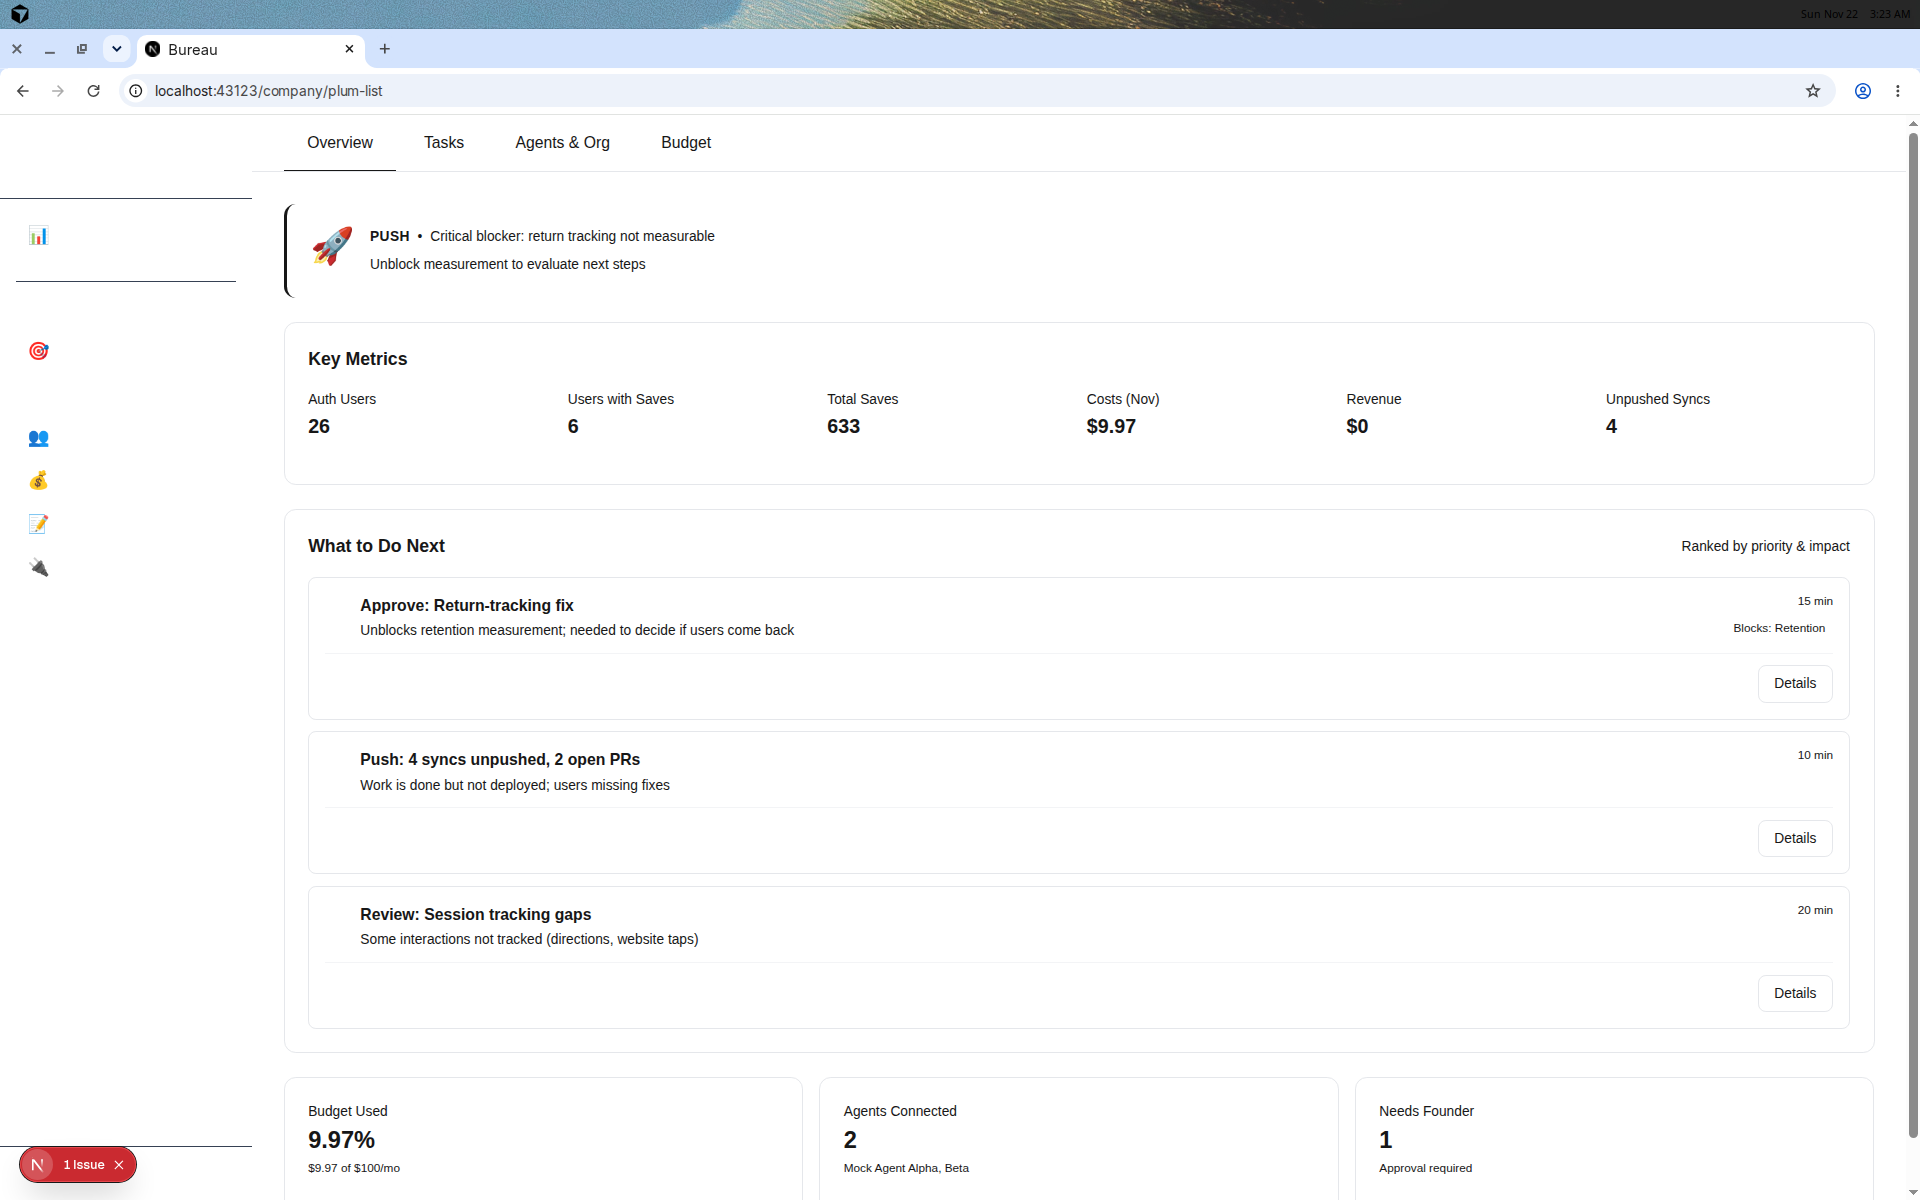 Sun Nov 22 3:23 AM
Bureau
localhost:43123/company/plum-list
Overview Tasks Agents & Org Budget
PUSH • Critical blocker: return tracking not measurable
Unblock measurement to evaluate next steps
Key Metrics
Auth Users Users with Saves Total Saves Costs (Nov) Revenue Unpushed Syncs
26 6 633 $9.97 $0 4
What to Do Next Ranked by priority & impact
Approve: Return-tracking fix 15 min
Unblocks retention measurement; needed to decide if users come back Blocks: Retention
Details
Push: 4 syncs unpushed, 2 open PRs 10 min
Work is done but not deployed; users missing fixes
Details
Review: Session tracking gaps 20 min
Some interactions not tracked (directions, website taps)
Details
Budget Used Agents Connected Needs Founder
9.97% 2 1
$9.97 of $100/mo Mock Agent Alpha, Beta Approval required
N 1 Issue